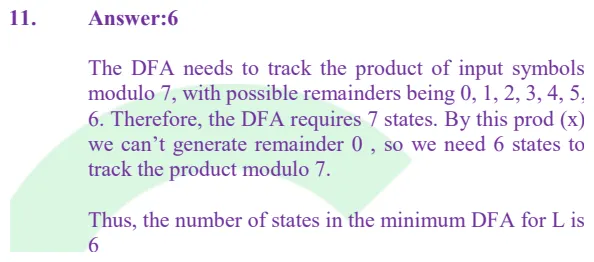 11. Answer:6
The DFA needs to track the product of input symbols
modulo 7, with possible remainders being 0, 1, 2, 3, 4, 5,
6. Therefore, the DFA requires 7 states. By this prod (x)
we can’t generate remainder 0 , so we need 6 states to
track the product modulo 7.
Thus, the number of states in the minimum DFA for L is
6